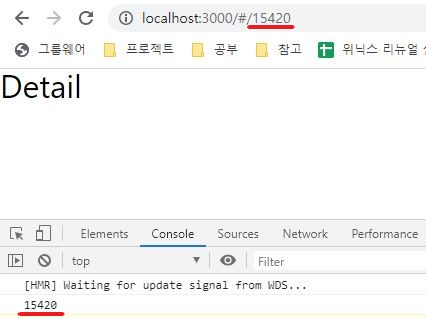 localhost:3000/#/15420
그룹웨어 프로젝트 공부 참고 위닉스 리뉴얼
Detail
Elements Console Sources Network Performance
top Filter
[HMR] Waiting for update signal from WDS...
15420